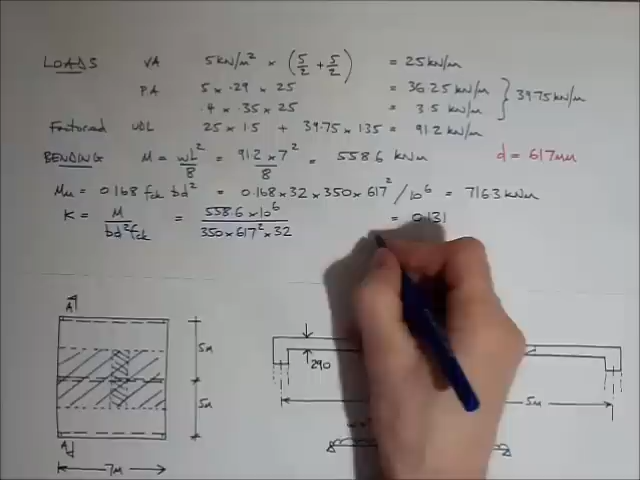 LOADS VA 5kN/m² × (5/2 + 5/2) = 25kN/m
PA 5 × .29 × 25 = 36.25 kN/m
.4 × .35 × 25 = 3.5 kN/m } 39.75 kN/m
Factored UDL 25 × 1.5 + 39.75 × 1.35 = 91.2 kN/m
BENDING M = wL²/8 = 91.2 × 7²/8 = 558.6 kNm d = 617mm
Mu = 0.168 fck bd² = 0.168 × 32 × 350 × 617² / 10⁶ = 716.3 kNm
K = M/bd²fck = 558.6 × 10⁶/350 × 617² × 32 = 0.131
A
5m
290
5m
5m
A
7m